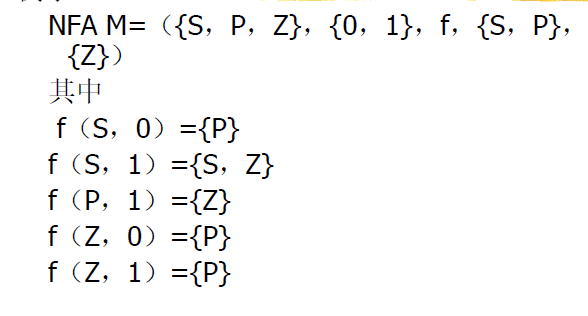 NFA M=（{S，P，Z}，{0，1}，f，{S，P}，
{Z}）
其中
f（S，0）={P}
f（S，1）={S，Z}
f（P，1）={Z}
f（Z，0）={P}
f（Z，1）={P}